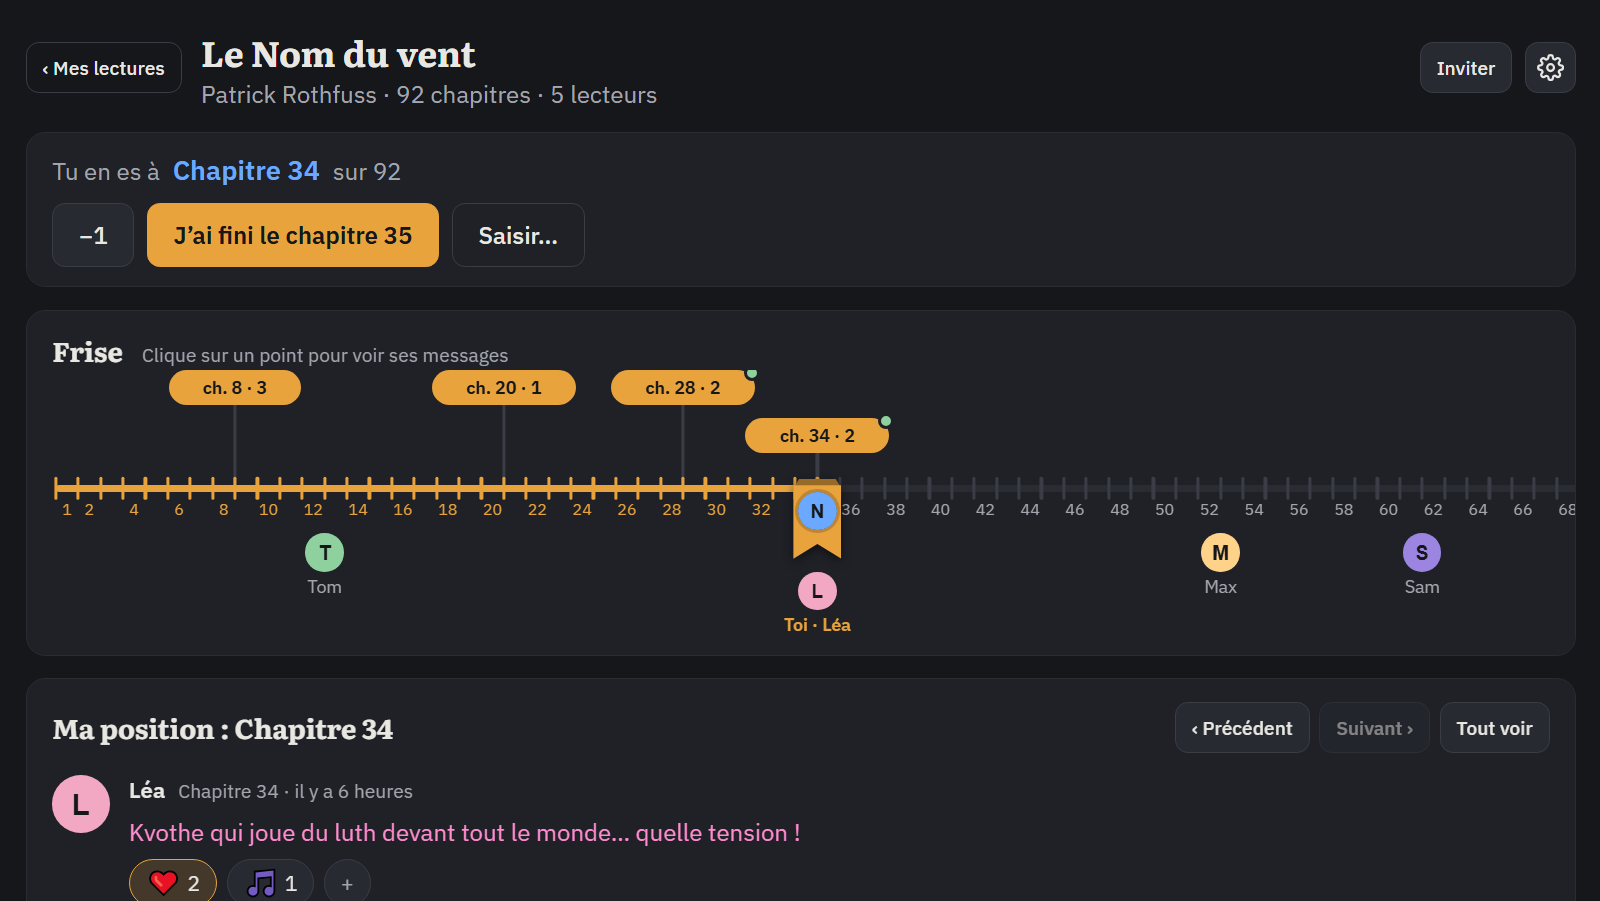 ‹ Mes lectures
Le Nom du vent
Patrick Rothfuss · 92 chapitres · 5 lecteurs
Inviter
Tu en es à Chapitre 34 sur 92
−1
J’ai fini le chapitre 35
Saisir…
Frise Clique sur un point pour voir ses messages
ch. 8 · 3
ch. 20 · 1
ch. 28 · 2
ch. 34 · 2
1 2 4 6 8 10 12 14 16 18 20 22 24 26 28 30 32 36 38 40 42 44 46 48 50 52 54 56 58 60 62 64 66 68
N
T
Tom
L
Toi · Léa
M
Max
S
Sam
Ma position : Chapitre 34
‹ Précédent
Suivant ›
Tout voir
L
Léa Chapitre 34 · il y a 6 heures
Kvothe qui joue du luth devant tout le monde… quelle tension !
2
1
+